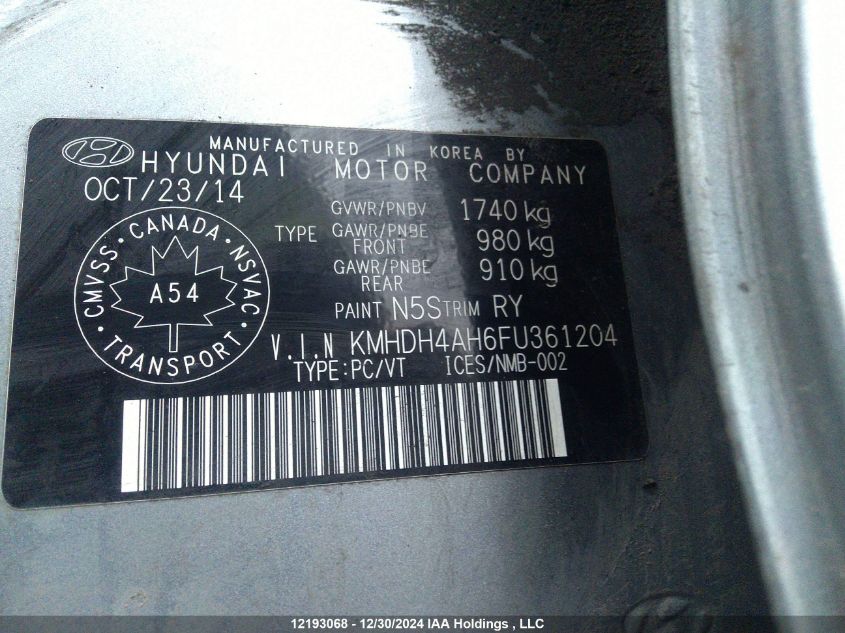 MANUFACTURED IN KOREA BY
HYUNDAI MOTOR COMPANY
OCT/23/14
GVWR/PNBV 1740 kg
TYPE GAWR/PNBE FRONT 980 kg
GAWR/PNBE REAR 910 kg
CMVSS · CANADA · NSVAC
A54
· TRANSPORT ·
PAINT N5S TRIM RY
V.I.N KMHDH4AH6FU361204
TYPE:PC/VT ICES/NMB-002
12193068 - 12/30/2024 IAA Holdings , LLC